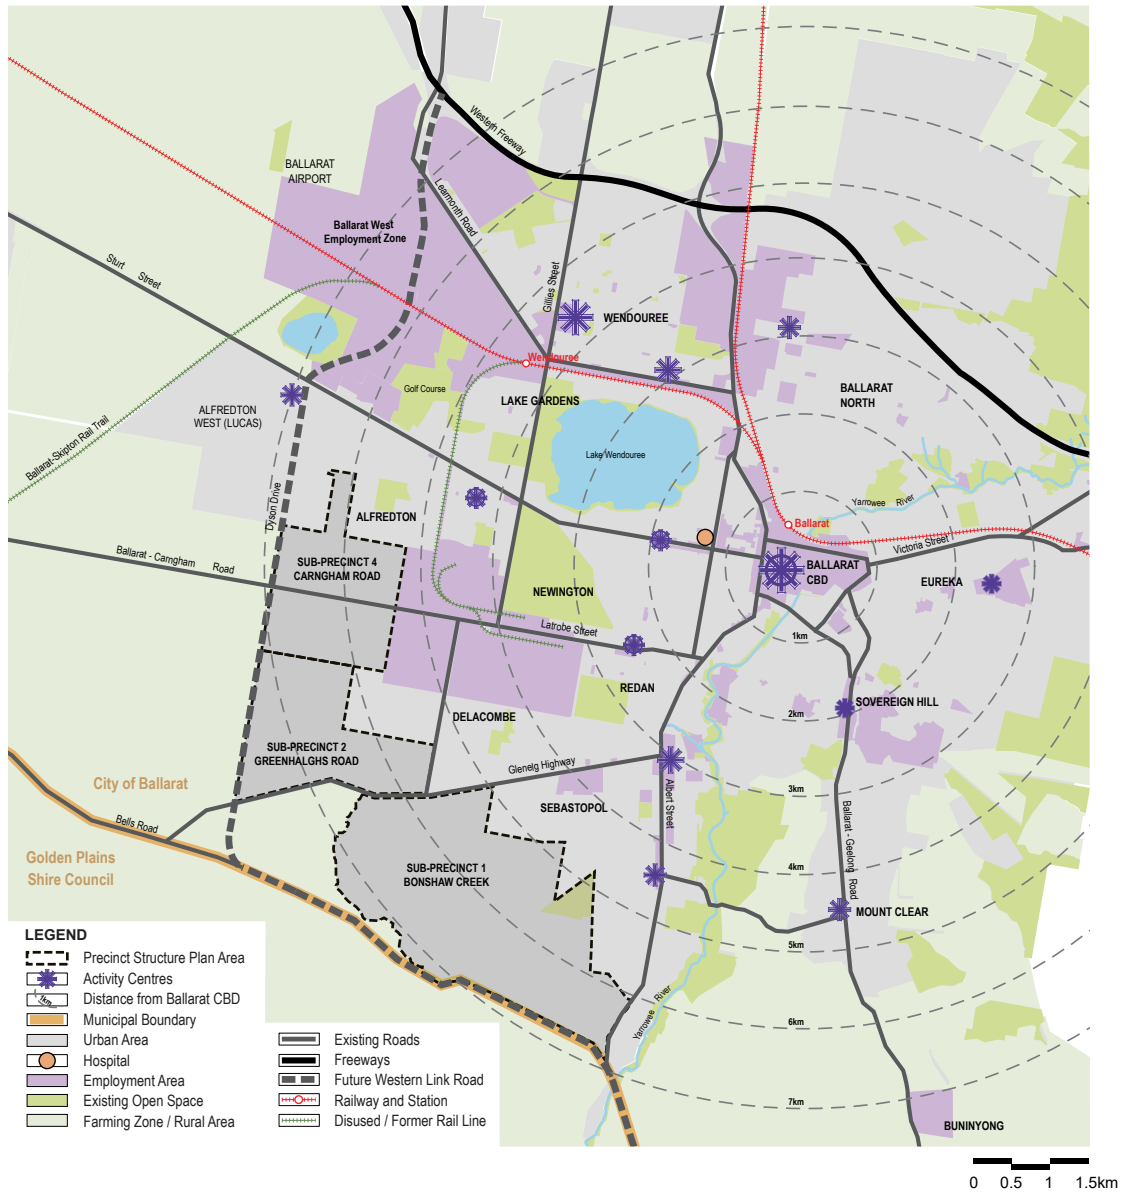 Western Freeway
BALLARAT
AIRPORT
Learmonth Road
Ballarat West
Employment Zone
Sturt Street
Gillies Street
WENDOUREE
Wendouree
Golf Course
LAKE GARDENS
BALLARAT
NORTH
ALFREDTON
WEST (LUCAS)
Ballarat-Skipton Rail Trail
Lake Wendouree
Dyson Drive
ALFREDTON
Yarrowee River
Ballarat
Victoria Street
Ballarat - Carngham Road
SUB-PRECINCT 4
CARNGHAM ROAD
BALLARAT
CBD
EUREKA
NEWINGTON
Latrobe Street
1km
REDAN
SOVEREIGN HILL
DELACOMBE
2km
SUB-PRECINCT 2
GREENHALGHS ROAD
Glenelg Highway
City of Ballarat
3km
SEBASTOPOL
Albert Street
Ballarat - Geelong Road
Bells Road
Golden Plains
Shire Council
SUB-PRECINCT 1
BONSHAW CREEK
4km
MOUNT CLEAR
5km
Yarrowee River
6km
7km
BUNINYONG
LEGEND
Precinct Structure Plan Area
Activity Centres
1km
Distance from Ballarat CBD
Municipal Boundary
Urban Area
Hospital
Employment Area
Existing Open Space
Farming Zone / Rural Area
Existing Roads
Freeways
Future Western Link Road
Railway and Station
Disused / Former Rail Line
0 0.5 1 1.5km